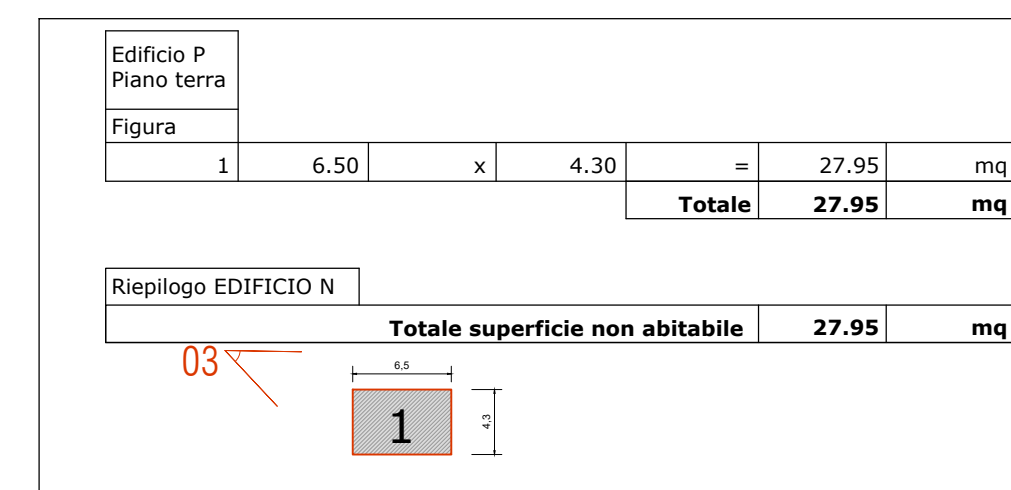 Edificio P
Piano terra
Figura
1 6.50 x 4.30 = 27.95 mq
Totale 27.95 mq
Riepilogo EDIFICIO N
Totale superficie non abitabile 27.95 mq
03
6,5
1
4,3